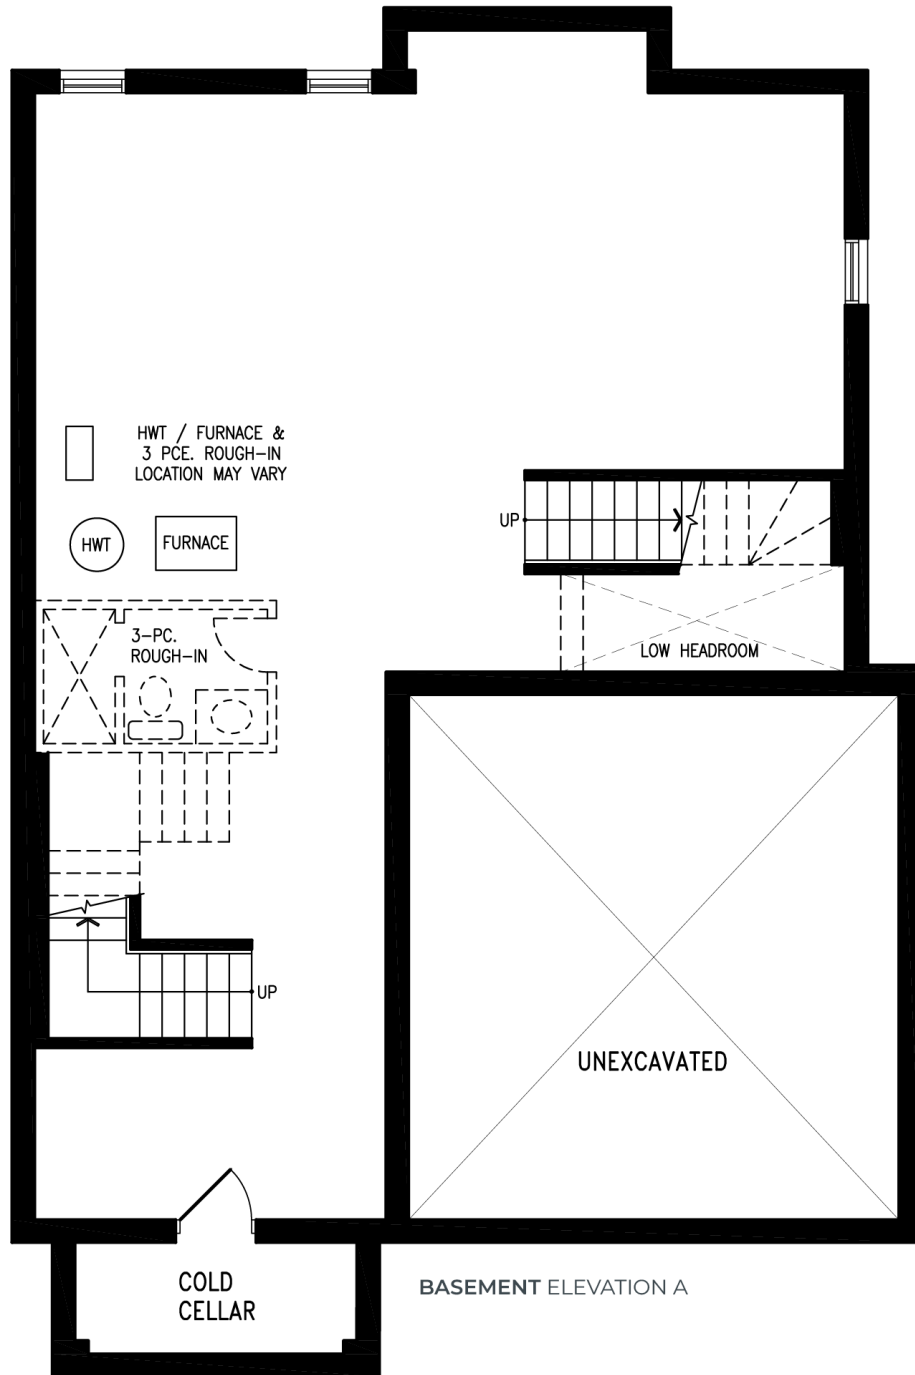 HWT / FURNACE &
3 PCE. ROUGH-IN
LOCATION MAY VARY
UP
HWT
FURNACE
3-PC.
ROUGH-IN
LOW HEADROOM
UP
UNEXCAVATED
COLD
CELLAR
BASEMENT ELEVATION A